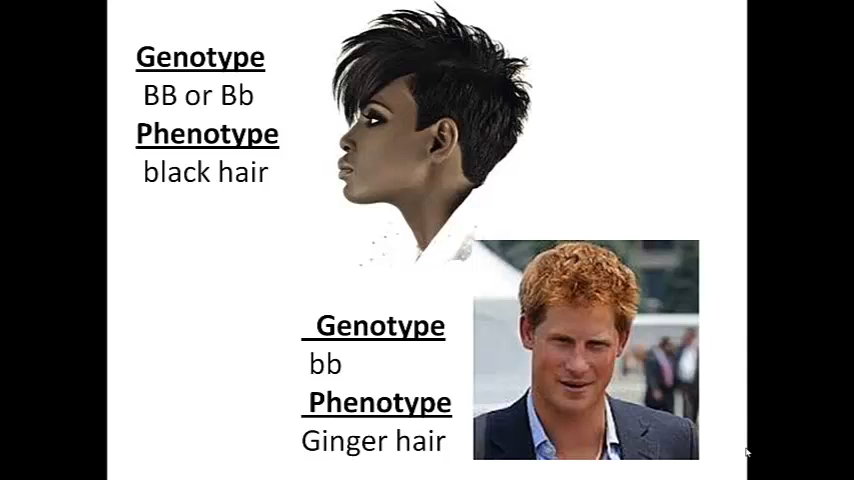 Genotype
BB or Bb
Phenotype
black hair
Genotype
bb
Phenotype
Ginger hair